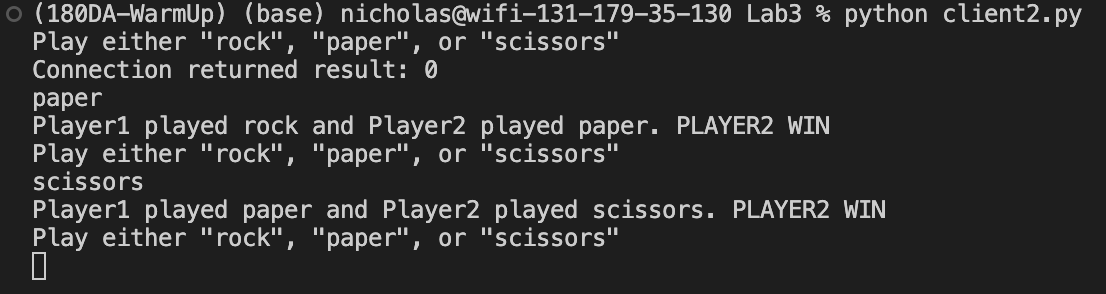 (180DA-WarmUp) (base) nicholas@wifi-131-179-35-130 Lab3 % python client2.py
Play either "rock", "paper", or "scissors"
Connection returned result: 0
paper
Player1 played rock and Player2 played paper. PLAYER2 WIN
Play either "rock", "paper", or "scissors"
scissors
Player1 played paper and Player2 played scissors. PLAYER2 WIN
Play either "rock", "paper", or "scissors"